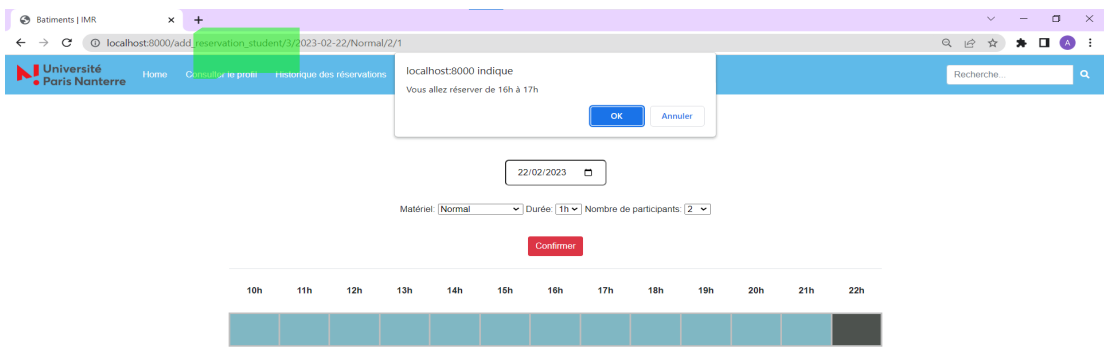 Batiments | IMR
localhost:8000/add_reservation_student/3/2023-02-22/Normal/2/1
A
Université
Paris Nanterre
Home Consulter le profil Historique des réservations
Recherche...
localhost:8000 indique
Vous allez réserver de 16h à 17h
OK Annuler
22/02/2023
Matériel: Normal Durée: 1h Nombre de participants: 2
Confirmer
10h 11h 12h 13h 14h 15h 16h 17h 18h 19h 20h 21h 22h